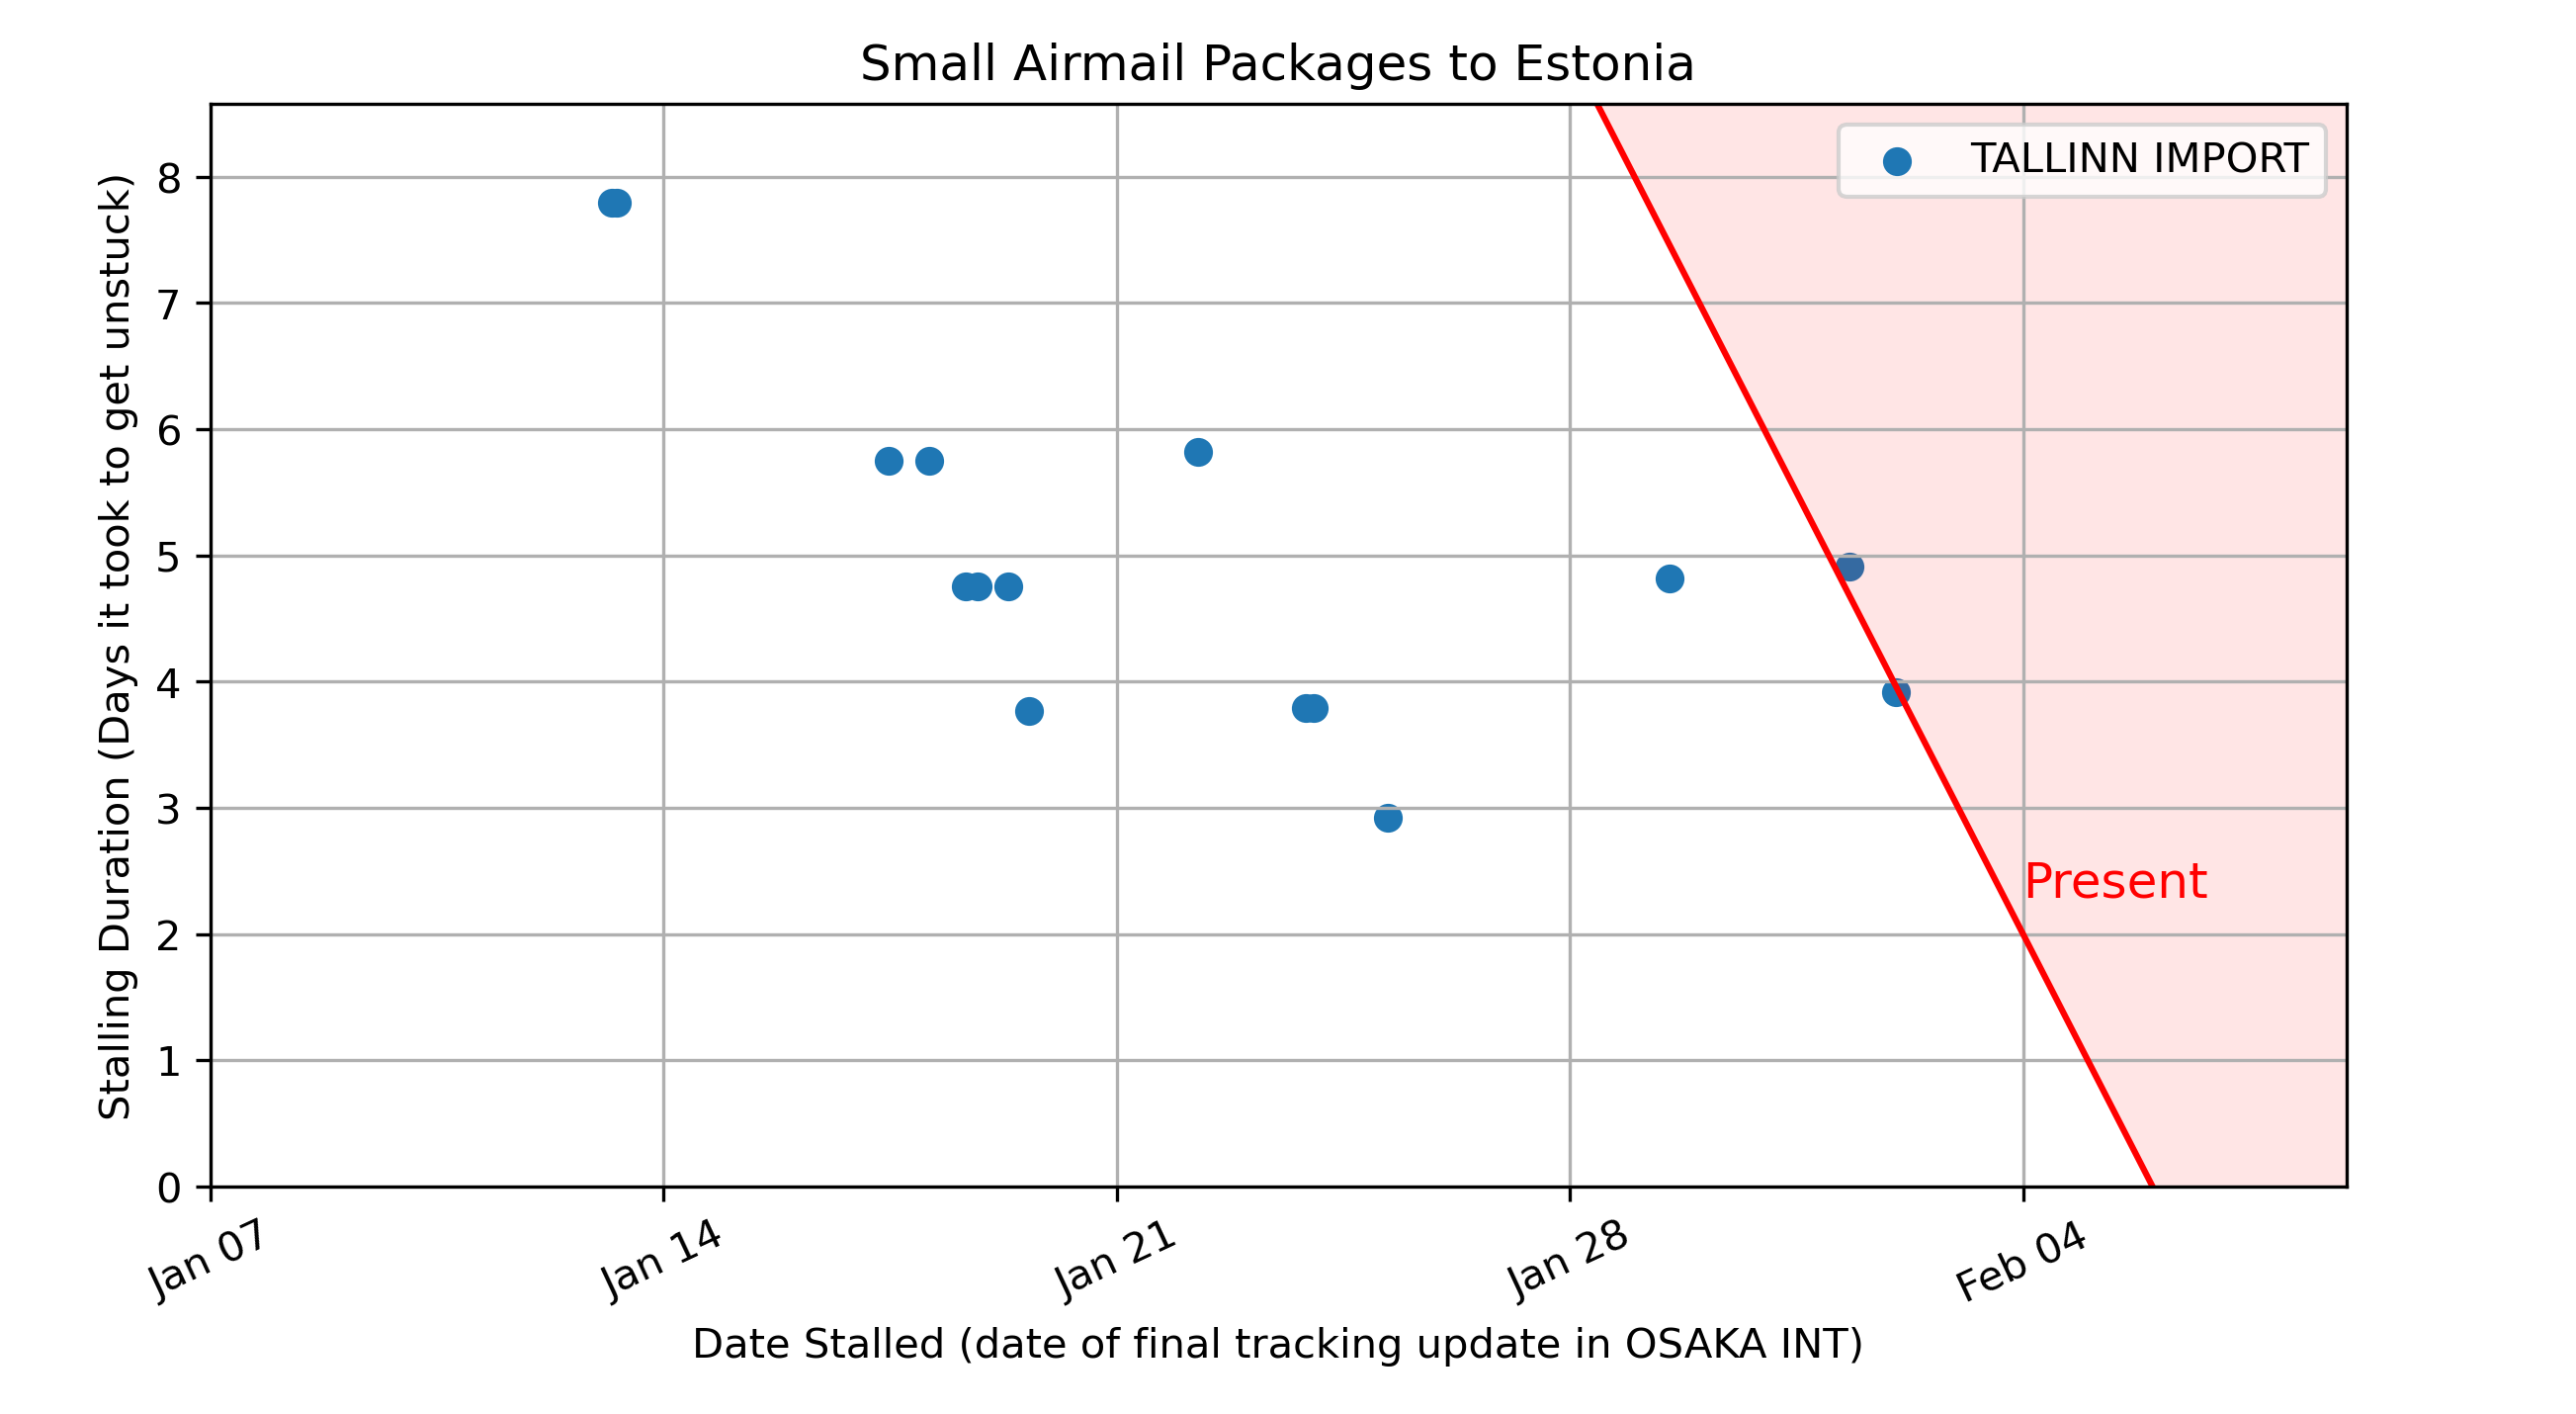 Small Airmail Packages to Estonia
TALLINN IMPORT
Stalling Duration (Days it took to get unstuck)
8
7
6
5
4
3
2
1
0
Present
Jan 07
Jan 14
Jan 21
Jan 28
Feb 04
Date Stalled (date of final tracking update in OSAKA INT)